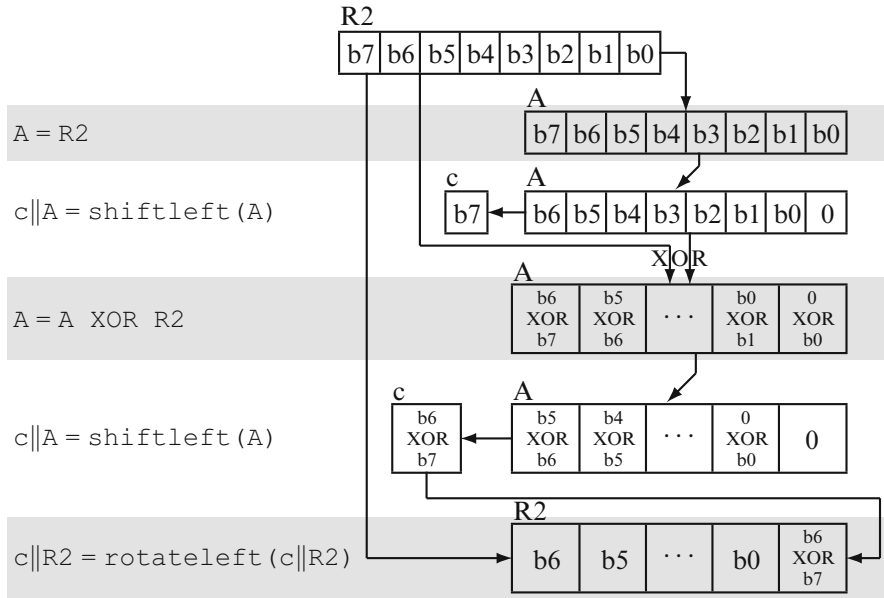 R2
b7 b6 b5 b4 b3 b2 b1 b0
A = R2
A
b7 b6 b5 b4 b3 b2 b1 b0
c‖A = shiftleft(A)
c
b7
A
b6 b5 b4 b3 b2 b1 b0 0
XOR
A = A XOR R2
A
b6 b5 b0 0
XOR XOR ··· XOR XOR
b7 b6 b1 b0
c‖A = shiftleft(A)
c
b6
XOR
b7
A
b5 b4 0
XOR XOR ··· XOR 0
b6 b5 b0
c‖R2 = rotateleft(c‖R2)
R2
b6 b5 ··· b0
b6
XOR
b7